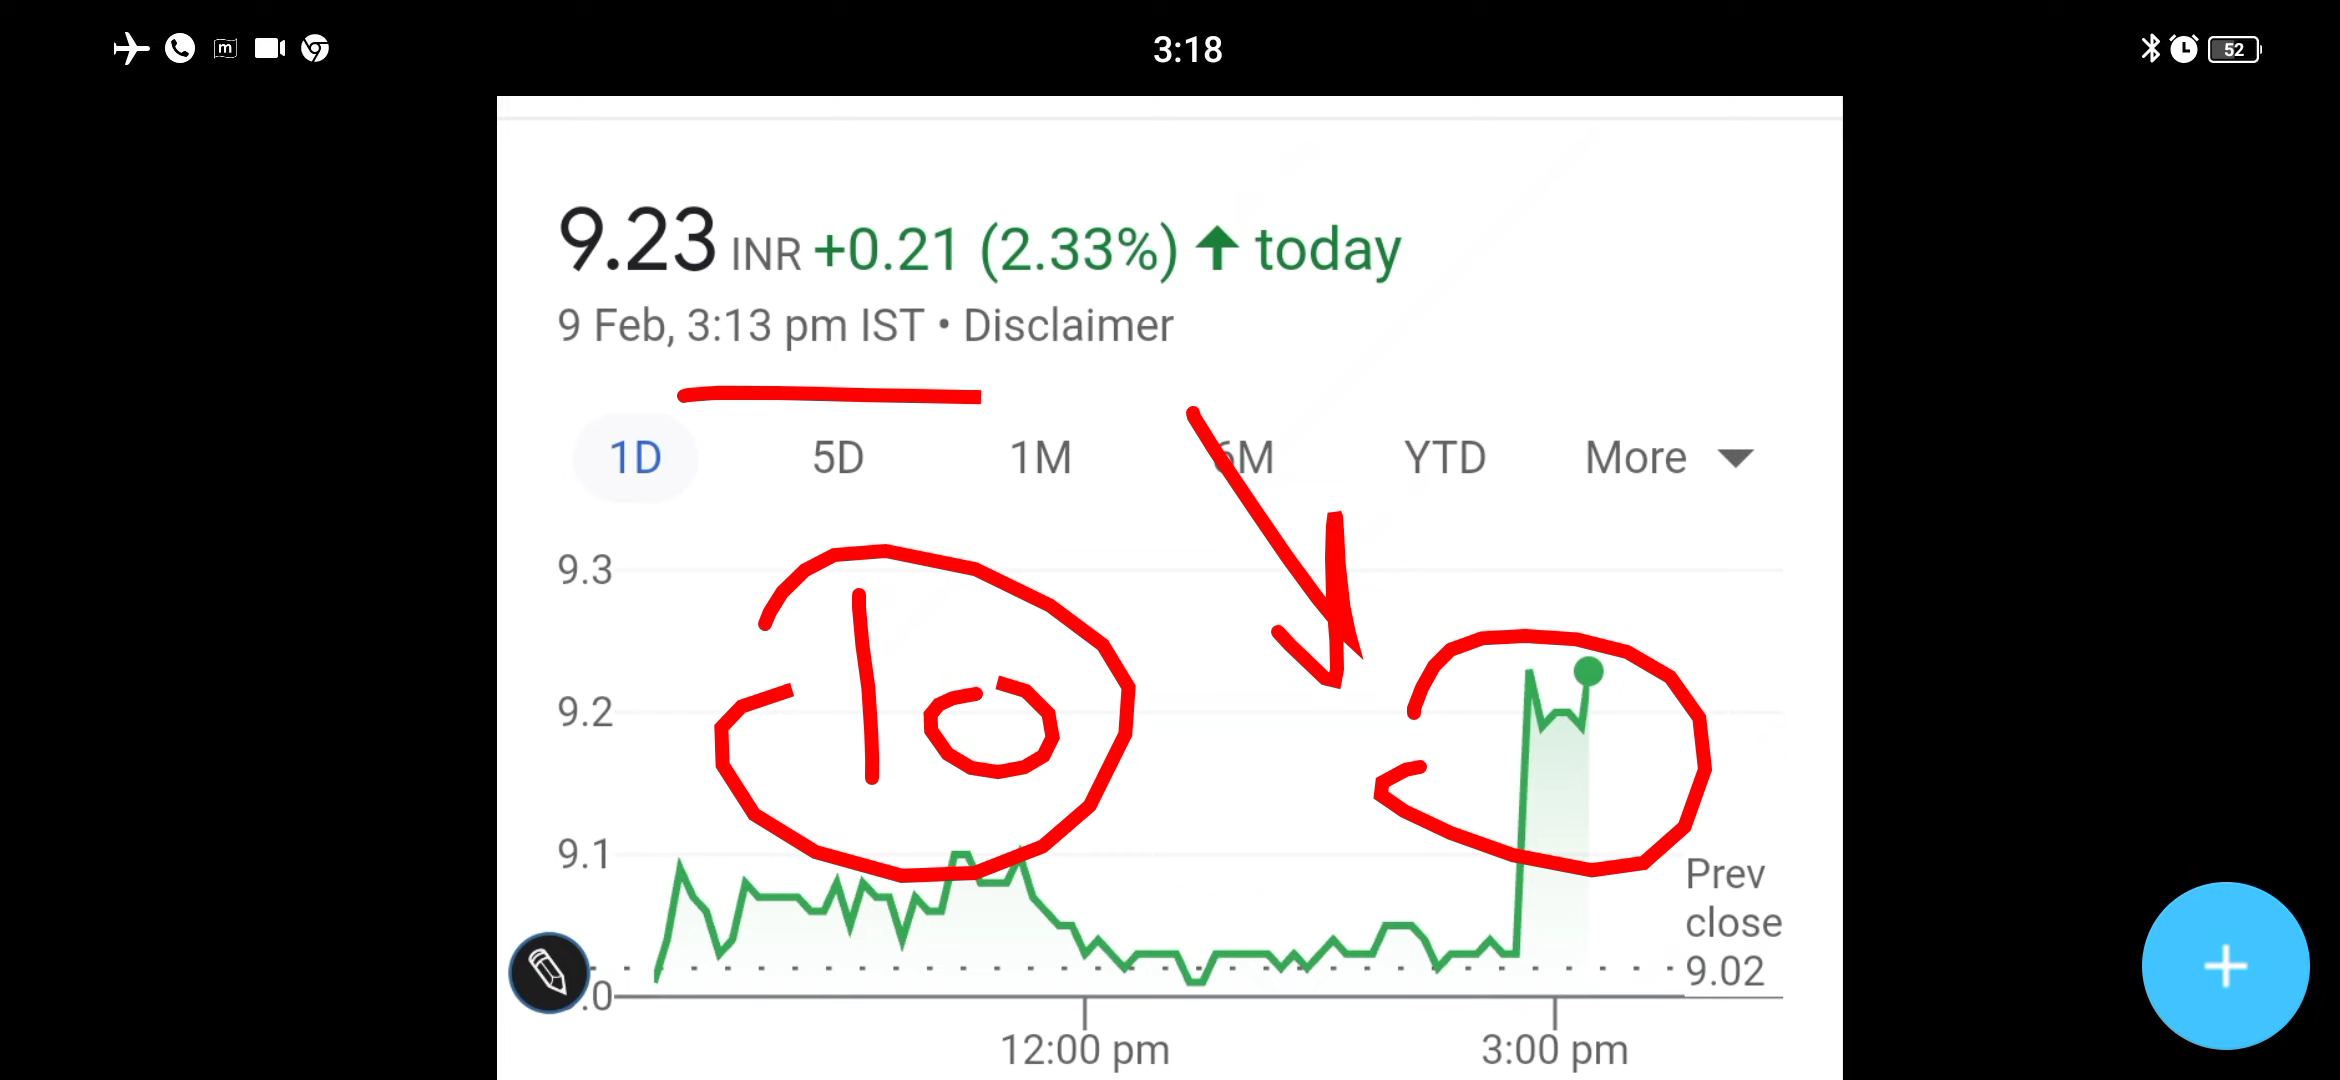 3:18
52
9.23 INR +0.21 (2.33%) ↑ today
9 Feb, 3:13 pm IST • Disclaimer
1D 5D 1M 6M YTD More
9.3
10
9.2
9.1
Prev
close
9.02
.0
12:00 pm 3:00 pm